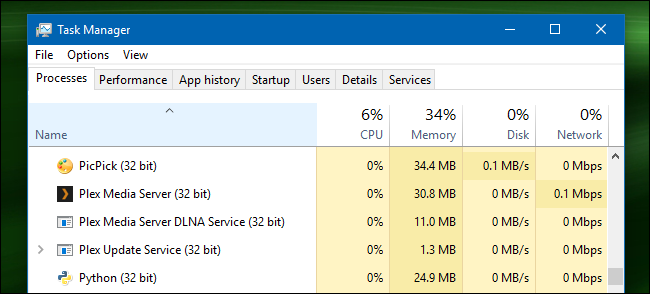 Task Manager
File Options View
Processes Performance App history Startup Users Details Services
6% 34% 0% 0%
Name CPU Memory Disk Network
PicPick (32 bit) 0% 34.4 MB 0.1 MB/s 0 Mbps
Plex Media Server (32 bit) 0% 30.8 MB 0 MB/s 0.1 Mbps
Plex Media Server DLNA Service (32 bit) 0% 11.0 MB 0 MB/s 0 Mbps
Plex Update Service (32 bit) 0% 1.3 MB 0 MB/s 0 Mbps
Python (32 bit) 0% 24.9 MB 0 MB/s 0 Mbps